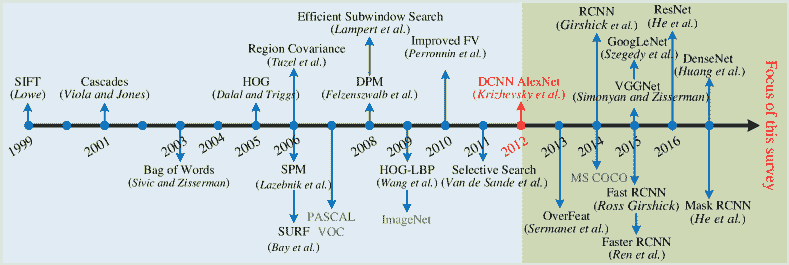 Efficient Subwindow Search
(Lampert et al.)
RCNN
(Girshick et al.)
ResNet
(He et al.)
Region Covariance
(Tuzel et al.)
Improved FV
(Perronnin et al.)
GoogLeNet
(Szegedy et al.)
DenseNet
(Huang et al.)
SIFT
(Lowe)
Cascades
(Viola and Jones)
HOG
(Dalal and Triggs)
DPM
(Felzenszwalb et al.)
DCNN AlexNet
(Krizhevsky et al.)
VGGNet
(Simonyan and Zisserman)
Focus of this survey
1999
2001
2003
2004
2005
2006
2008
2009
2010
2011
2012
2013
2014
2015
2016
Bag of Words
(Sivic and Zisserman)
SPM
(Lazebnik et al.)
HOG-LBP
(Wang et al.)
Selective Search
(Van de Sande et al.)
MS COCO
Fast RCNN
(Ross Girshick)
PASCAL
VOC
ImageNet
SURF
(Bay et al.)
OverFeat
(Sermanet et al.)
Mask RCNN
(He et al.)
Faster RCNN
(Ren et al.)